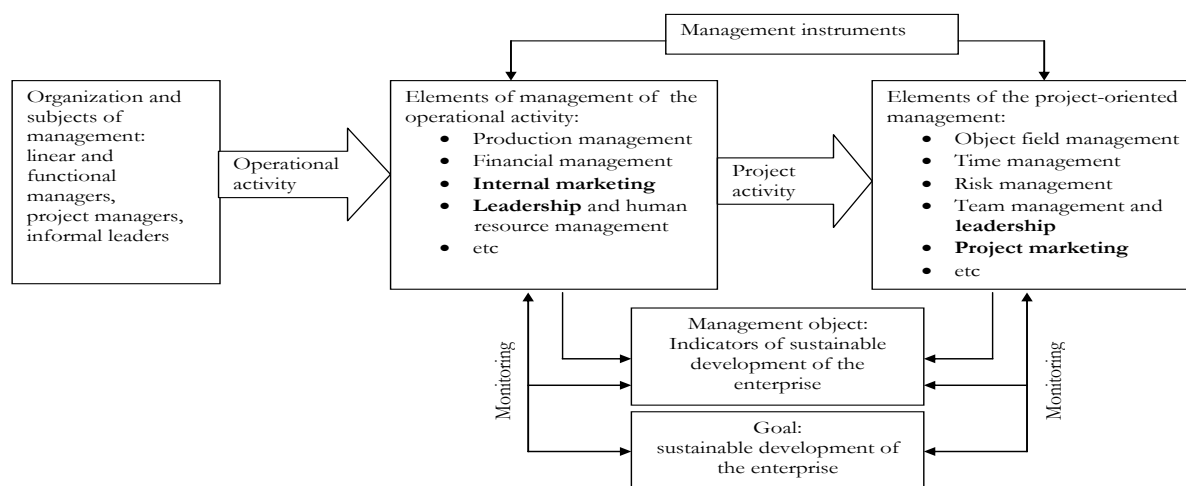 Management instruments
Organization and
subjects of
management:
linear and
functional
managers,
project managers,
informal leaders
Operational
activity
Elements of management of the
operational activity:
• Production management
• Financial management
• Internal marketing
• Leadership and human
resource management
• etc
Project
activity
Elements of the project-oriented
management:
• Object field management
• Time management
• Risk management
• Team management and
leadership
• Project marketing
• etc
Monitoring
Management object:
Indicators of sustainable
development of the
enterprise
Monitoring
Goal:
sustainable development of
the enterprise